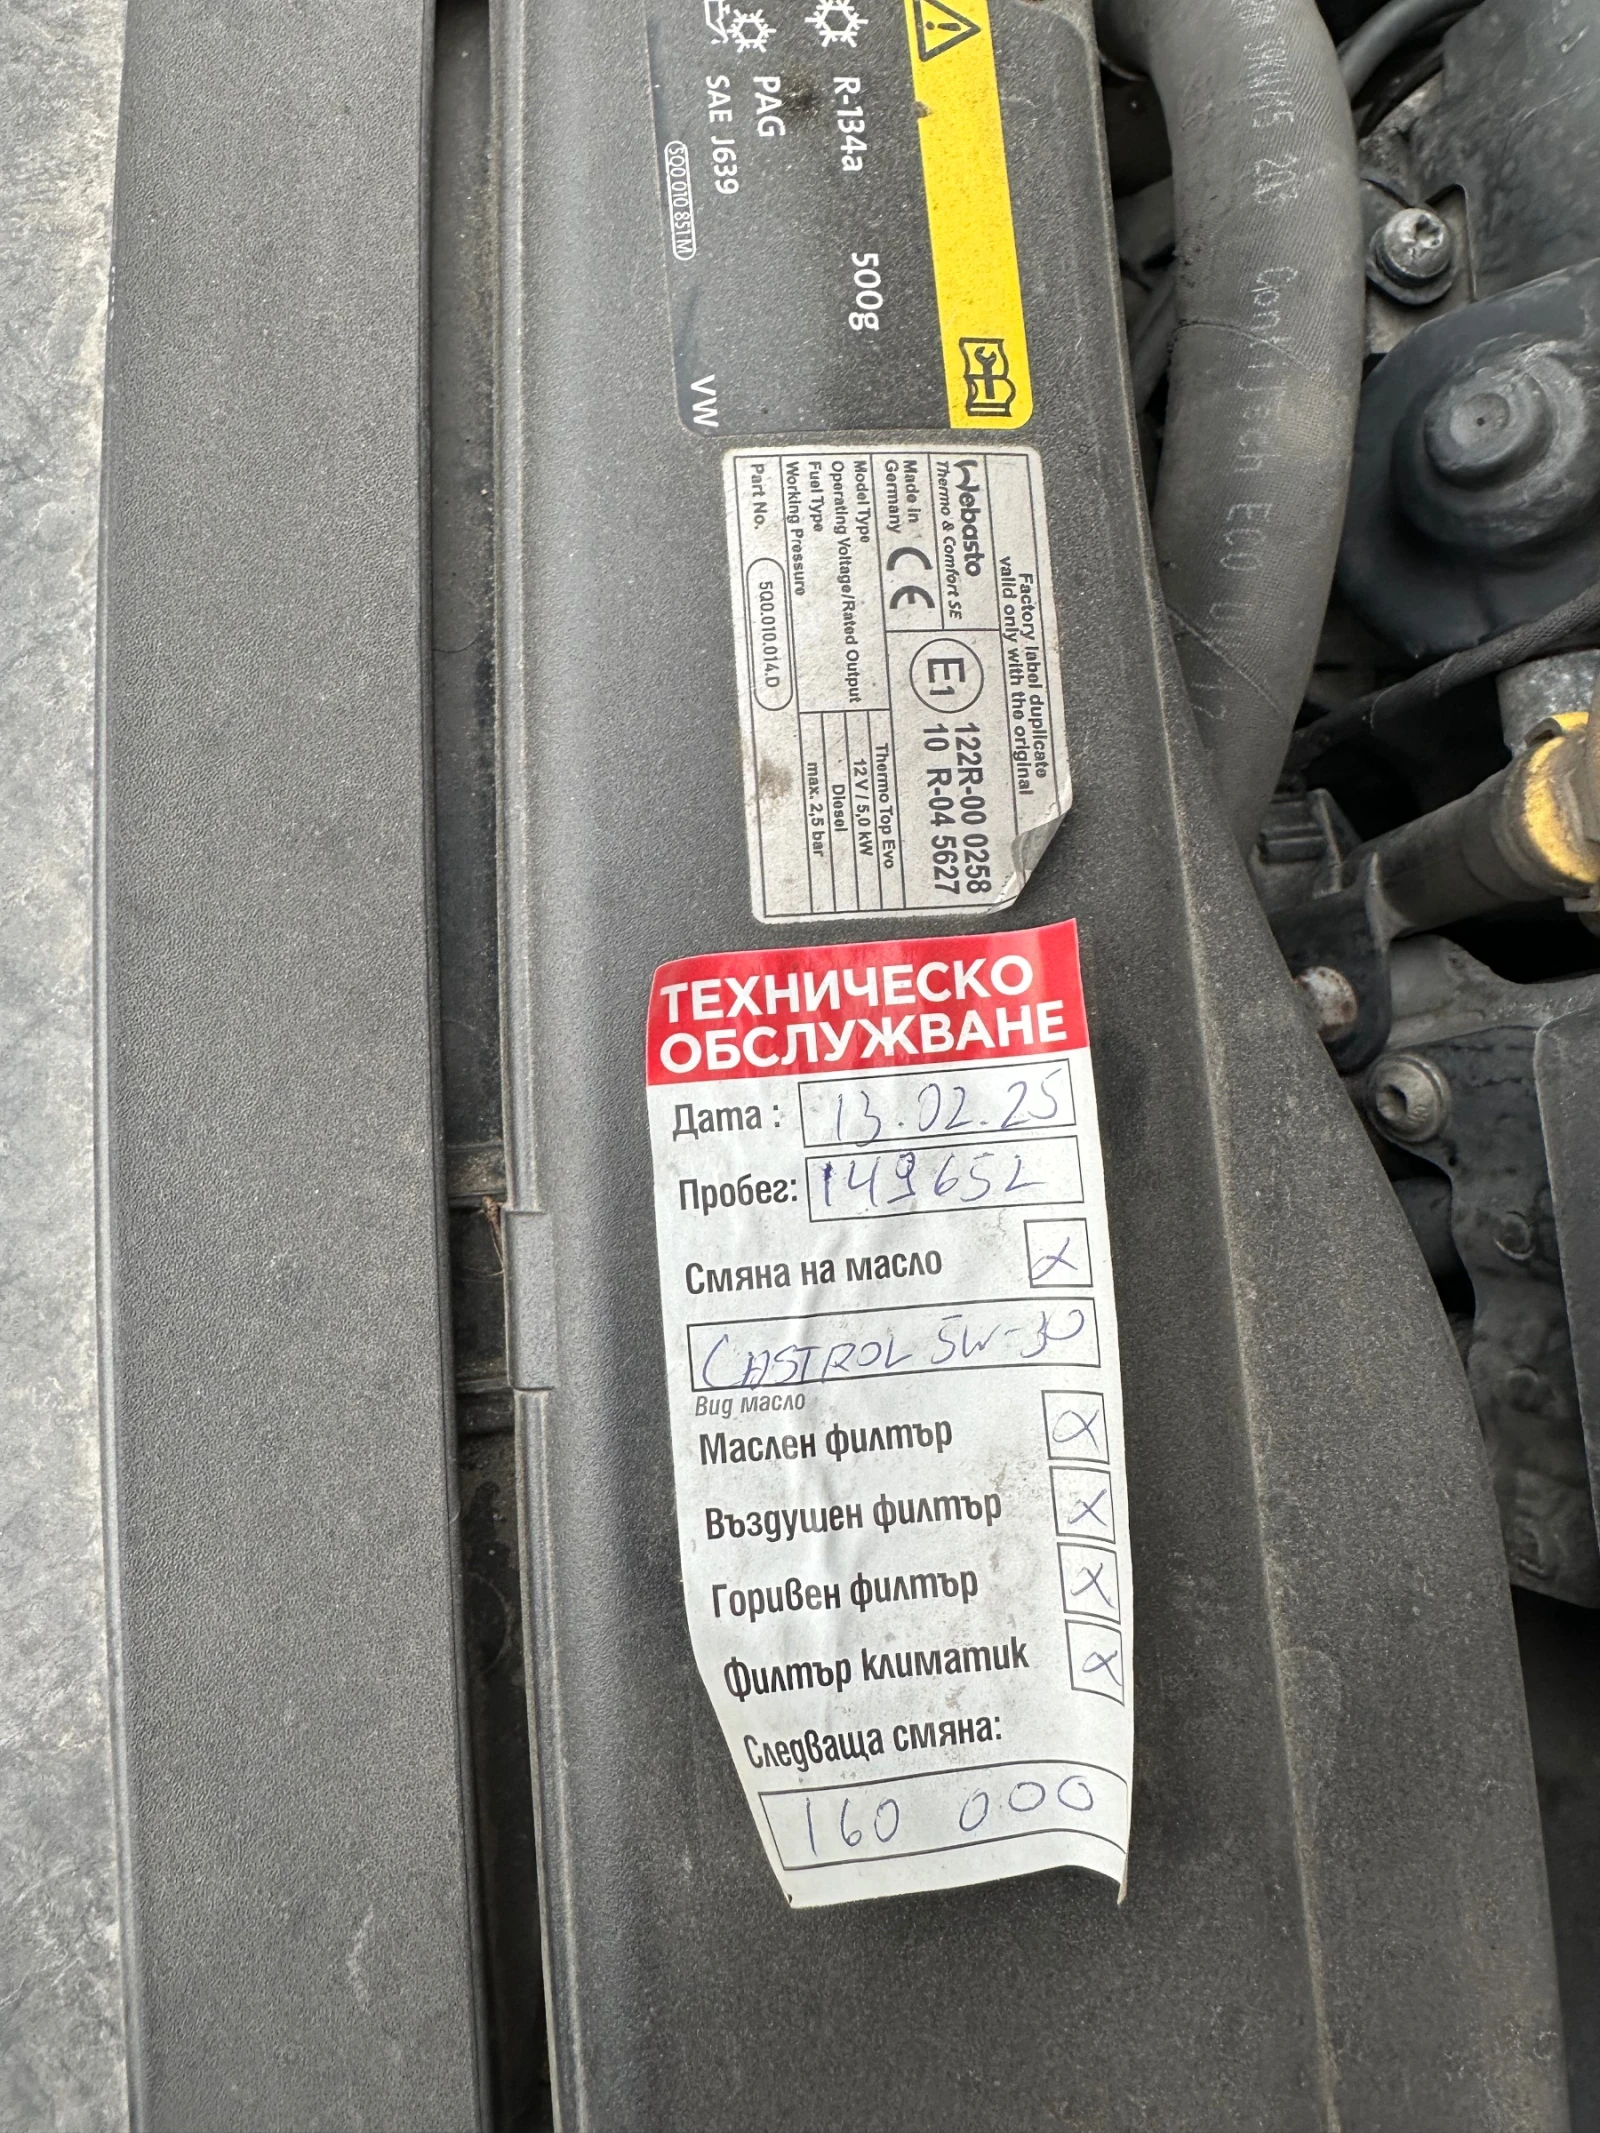 R-134a 500g
PAG
SAE J639
5Q0 010 851 M
VW
Factory label duplicate
valid only with the original
Webasto
Thermo & Comfort SE
Made in
Germany
CE
E1
122R-00 0258
10 R-04 5627
Model Type Thermo Top Evo
Operating Voltage/Rated Output 12 V / 5,0 kW
Fuel Type Diesel
Working Pressure max. 2,5 bar
Part No. 5Q0.010.014.D
ТЕХНИЧЕСКО
ОБСЛУЖВАНЕ
Дата : 13.02.25
Пробег: 149652
Смяна на масло x
CASTROL 5W-30
Вид масло
Маслен филтър x
Въздушен филтър x
Горивен филтър x
Филтър климатик x
Следваща смяна:
160 000